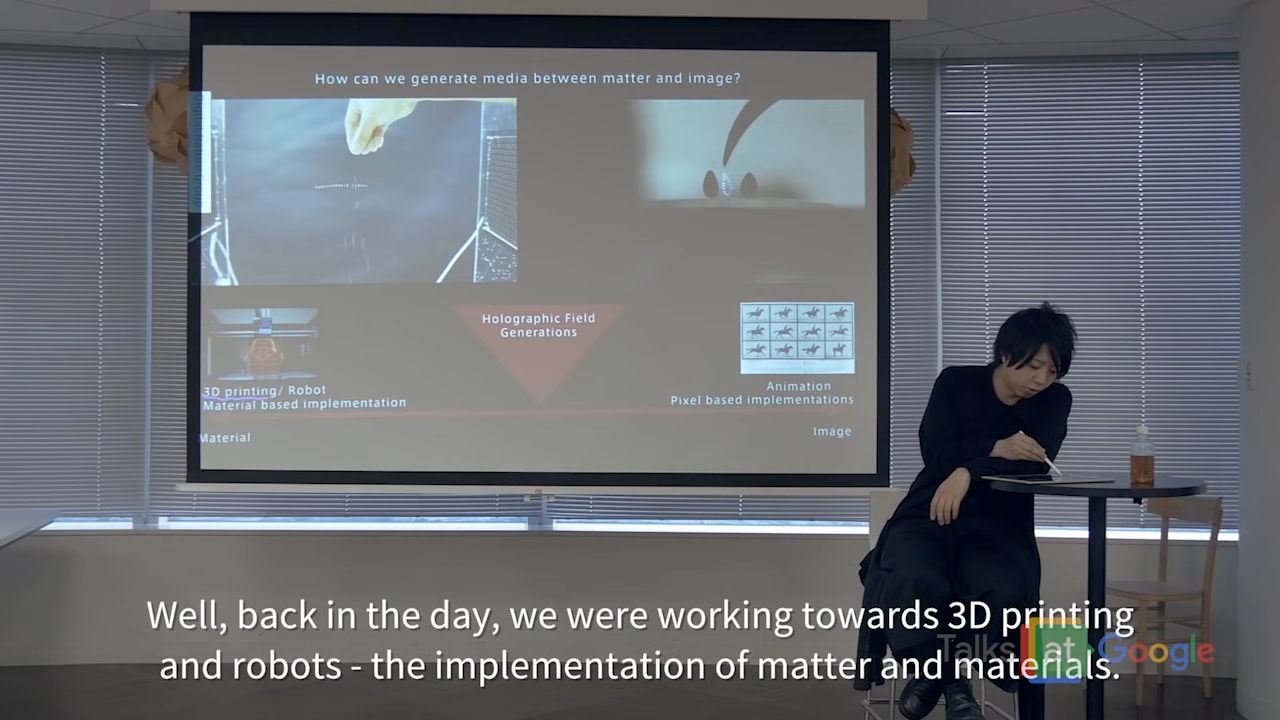 How can we generate media between matter and image?
Holographic Field
Generations
3D printing/ Robot
Material based implementation
Animation
Pixel based implementations
Material
Image
Well, back in the day, we were working towards 3D printing
and robots - the implementation of matter and materials.
Talks at Google